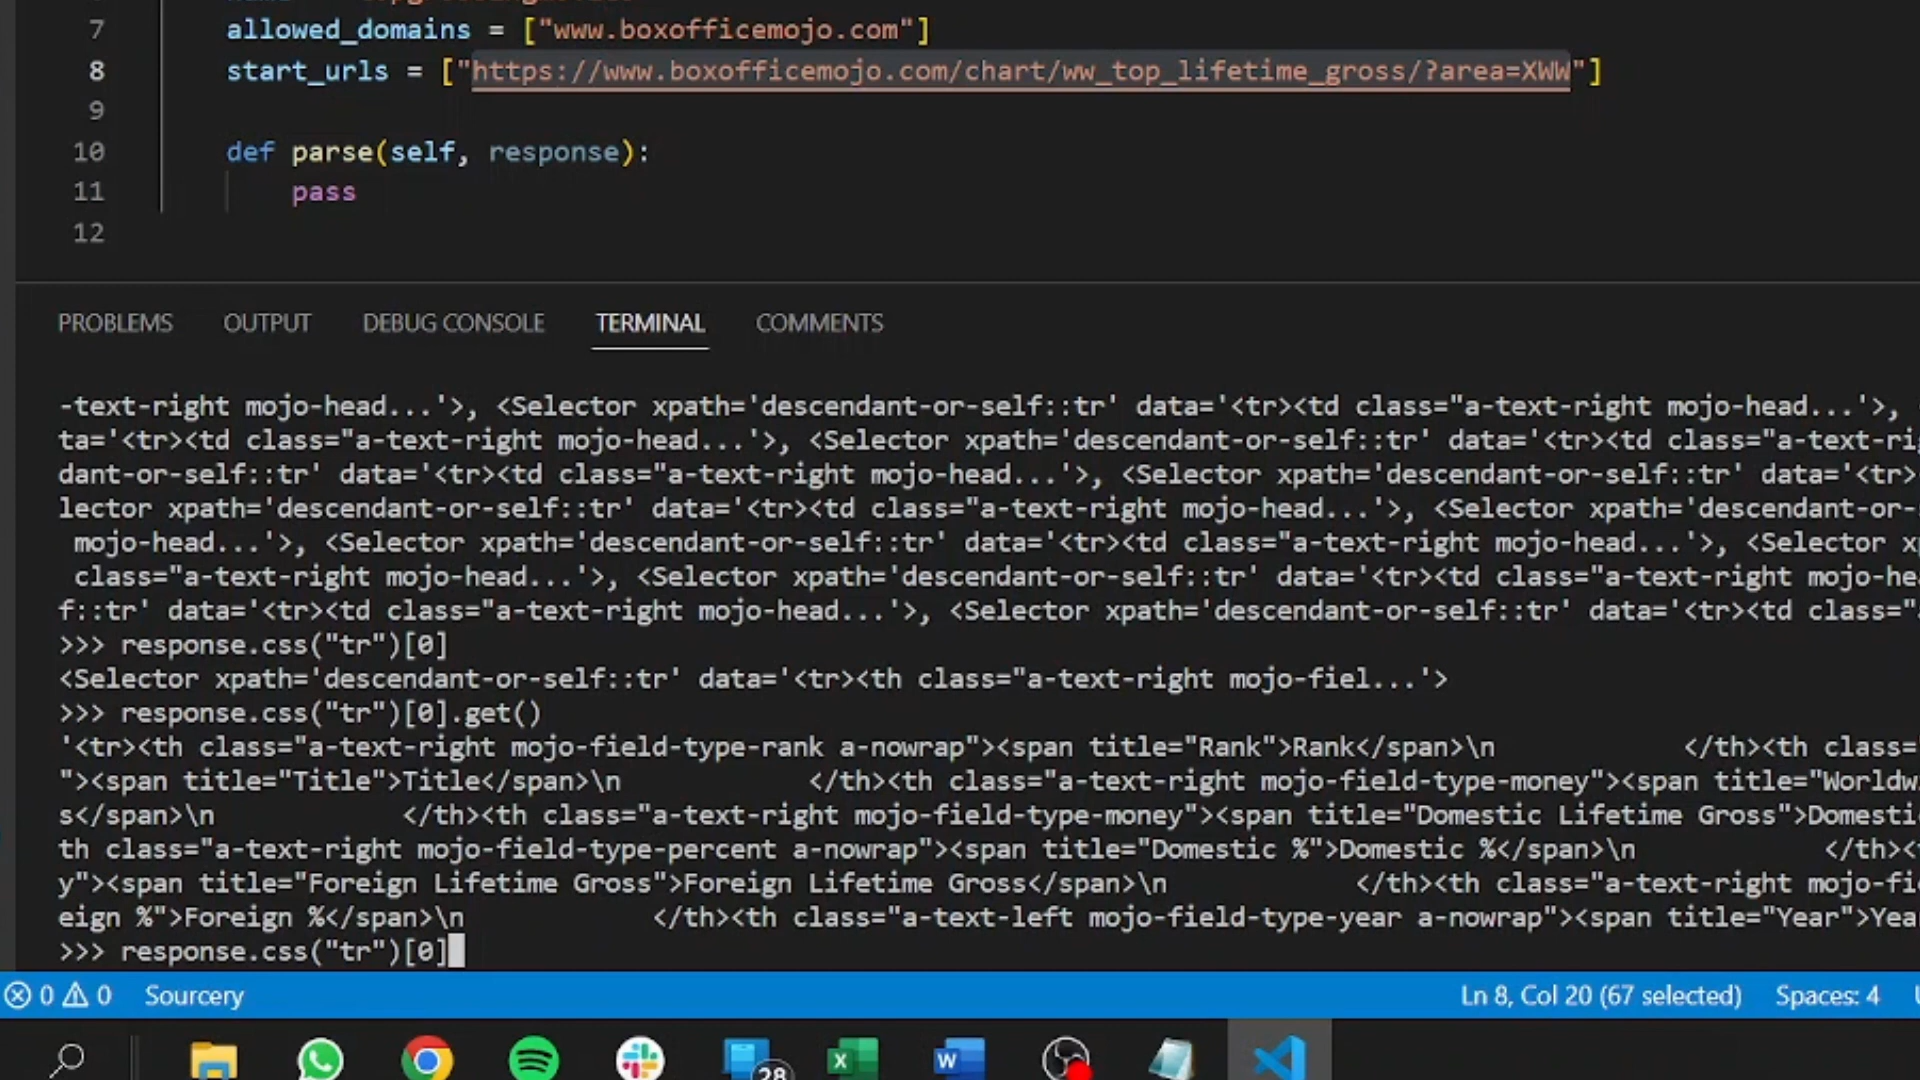 7 allowed_domains = ["www.boxofficemojo.com"]
8 start_urls = ["https://www.boxofficemojo.com/chart/ww_top_lifetime_gross/?area=XWW"]
9
10 def parse(self, response):
11 pass
12
PROBLEMS OUTPUT DEBUG CONSOLE TERMINAL COMMENTS
-text-right mojo-head...'>, <Selector xpath='descendant-or-self::tr' data='<tr><td class="a-text-right mojo-head...'>,
ta='<tr><td class="a-text-right mojo-head...'>, <Selector xpath='descendant-or-self::tr' data='<tr><td class="a-text-ri
dant-or-self::tr' data='<tr><td class="a-text-right mojo-head...'>, <Selector xpath='descendant-or-self::tr' data='<tr>
lector xpath='descendant-or-self::tr' data='<tr><td class="a-text-right mojo-head...'>, <Selector xpath='descendant-or-
mojo-head...'>, <Selector xpath='descendant-or-self::tr' data='<tr><td class="a-text-right mojo-head...'>, <Selector x
class="a-text-right mojo-head...'>, <Selector xpath='descendant-or-self::tr' data='<tr><td class="a-text-right mojo-he
f::tr' data='<tr><td class="a-text-right mojo-head...'>, <Selector xpath='descendant-or-self::tr' data='<tr><td class="
>>> response.css("tr")[0]
<Selector xpath='descendant-or-self::tr' data='<tr><th class="a-text-right mojo-fiel...'>
>>> response.css("tr")[0].get()
'<tr><th class="a-text-right mojo-field-type-rank a-nowrap"><span title="Rank">Rank</span>\n </th><th class=
"><span title="Title">Title</span>\n </th><th class="a-text-right mojo-field-type-money"><span title="Worldw
s</span>\n </th><th class="a-text-right mojo-field-type-money"><span title="Domestic Lifetime Gross">Domesti
th class="a-text-right mojo-field-type-percent a-nowrap"><span title="Domestic %">Domestic %</span>\n </th><
y"><span title="Foreign Lifetime Gross">Foreign Lifetime Gross</span>\n </th><th class="a-text-right mojo-fi
eign %">Foreign %</span>\n </th><th class="a-text-left mojo-field-type-year a-nowrap"><span title="Year">Yea
>>> response.css("tr")[0]
0 0 Sourcery Ln 8, Col 20 (67 selected) Spaces: 4
28